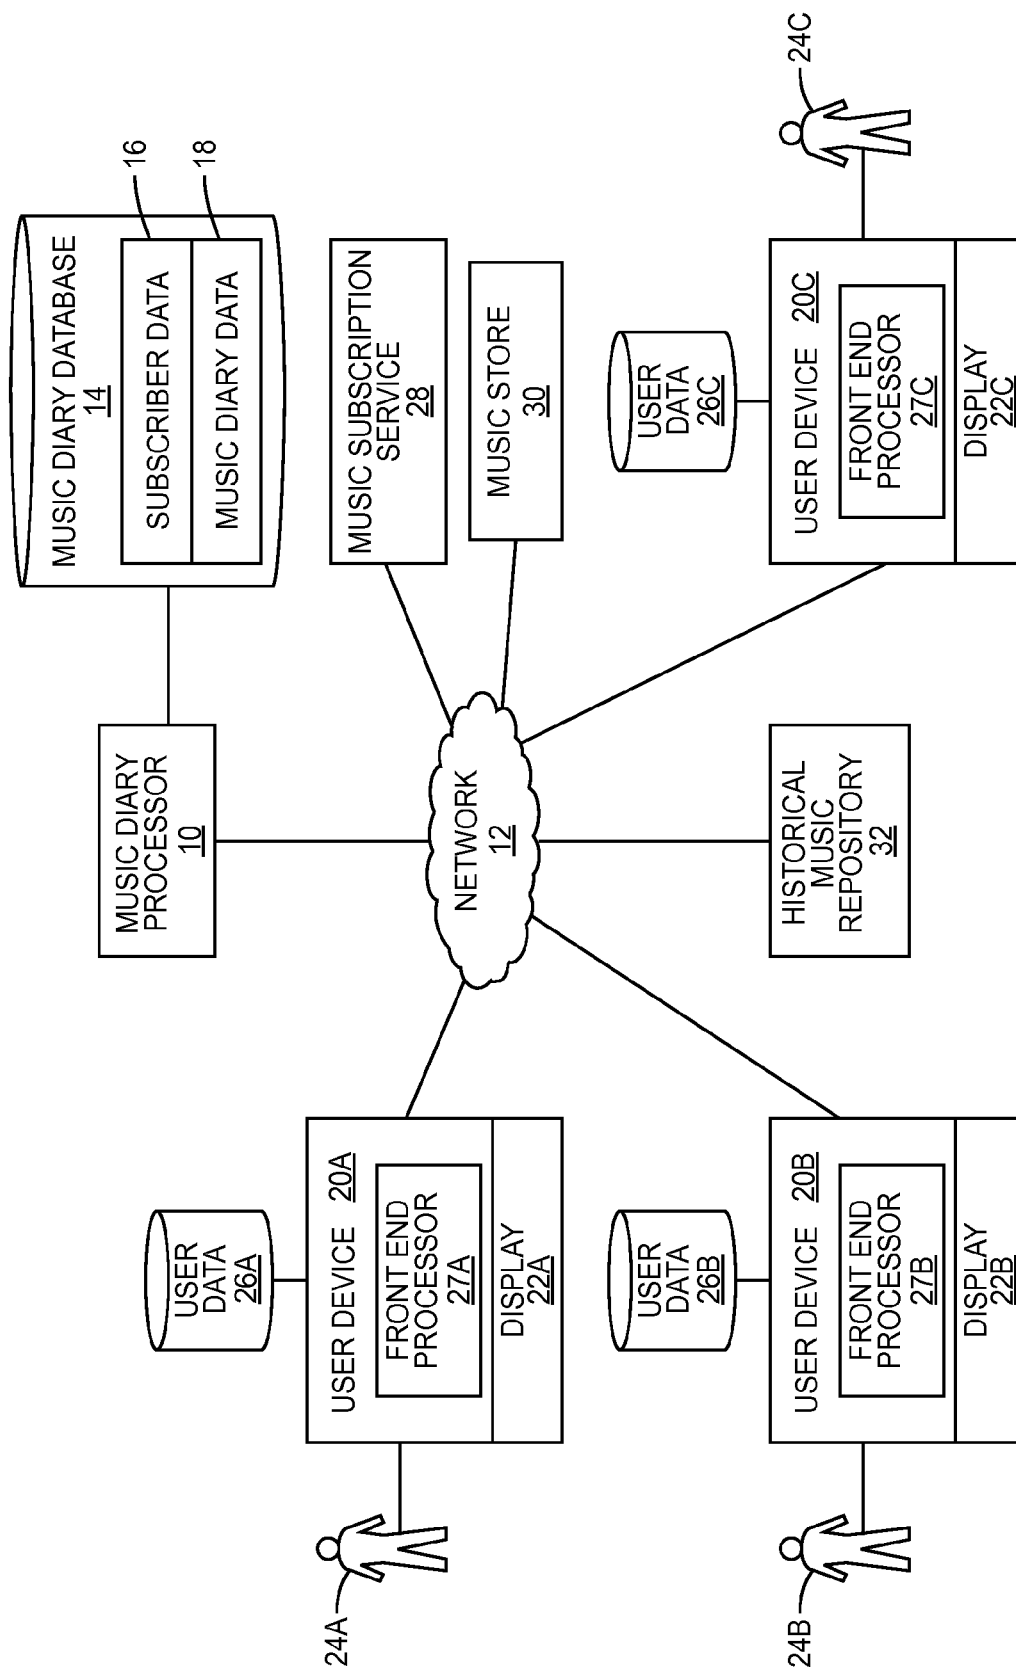 MUSIC DIARY DATABASE
14
SUBSCRIBER DATA
MUSIC DIARY DATA
16
18
MUSIC DIARY
PROCESSOR
10
MUSIC SUBSCRIPTION
SERVICE
28
MUSIC STORE
30
NETWORK
12
USER
DATA
26A
USER DEVICE 20A
FRONT END
PROCESSOR
27A
DISPLAY
22A
24A
USER
DATA
26B
USER DEVICE 20B
FRONT END
PROCESSOR
27B
DISPLAY
22B
24B
HISTORICAL
MUSIC
REPOSITORY
32
USER
DATA
26C
USER DEVICE 20C
FRONT END
PROCESSOR
27C
DISPLAY
22C
24C